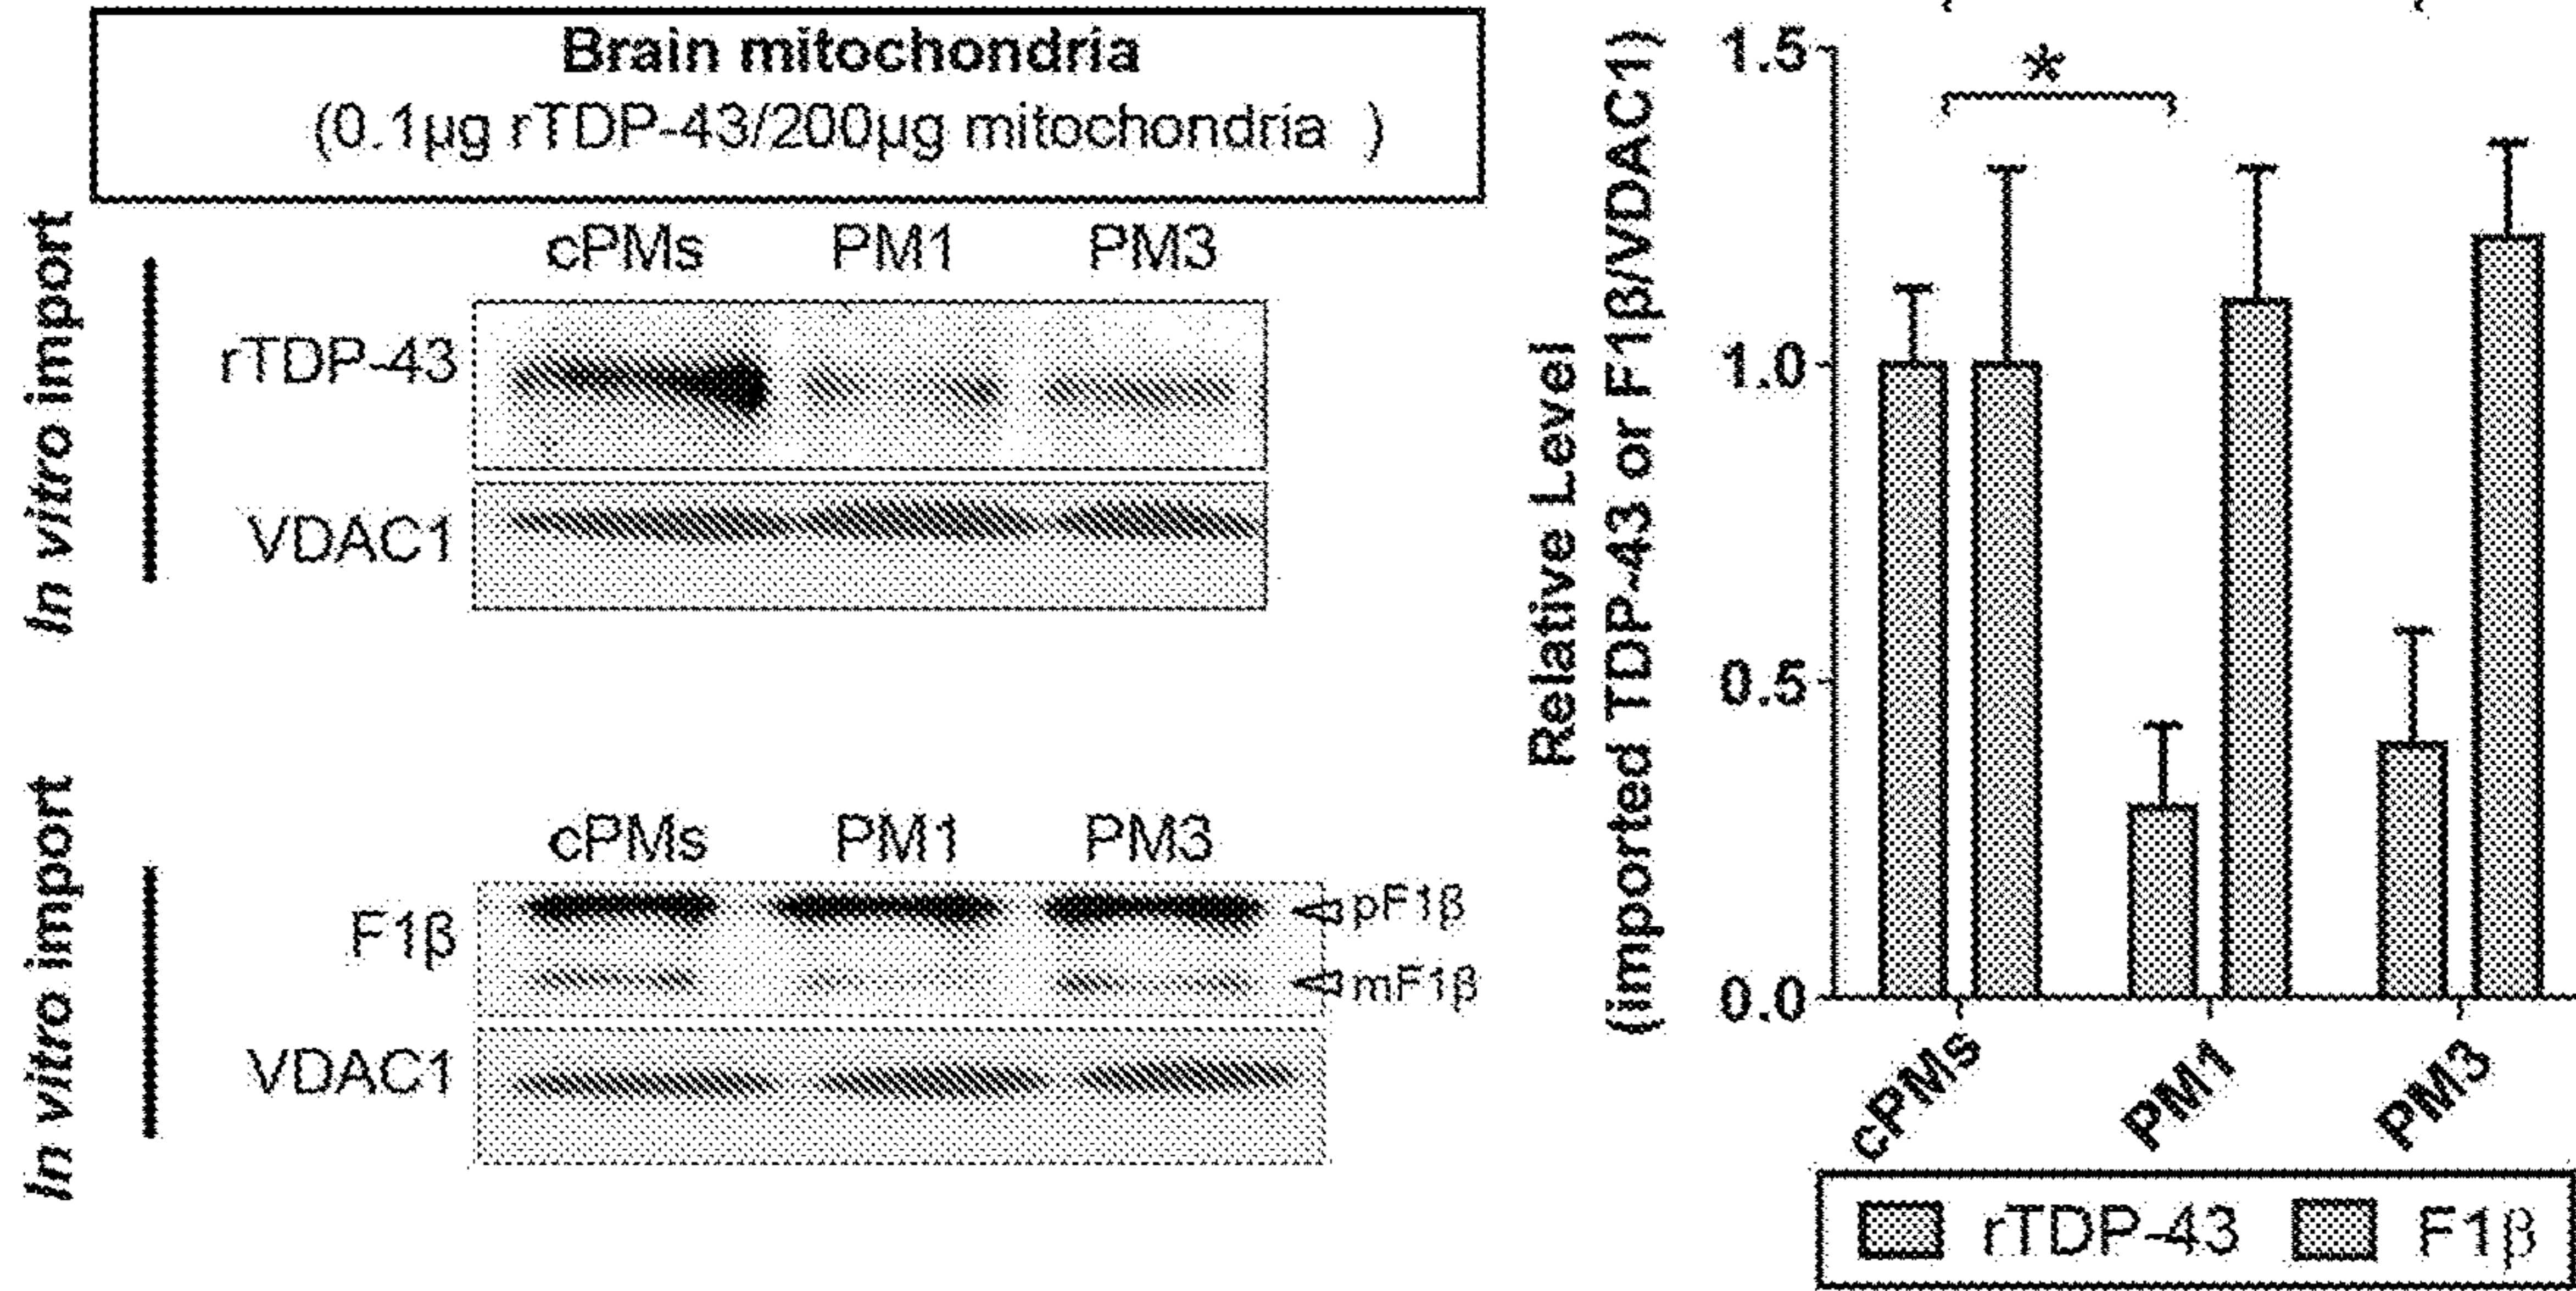 Brain mitochondria
(0.1µg rTDP-43/200µg mitochondria )
In vitro import
cPMs PM1 PM3
rTDP-43
VDAC1
In vitro import
cPMs PM1 PM3
F1β
pF1β
mF1β
VDAC1
Relative Level
(imported TDP-43 or F1β/VDAC1)
1.5
1.0
0.5
0.0
*
cPMs PM1 PM3
rTDP-43 F1β